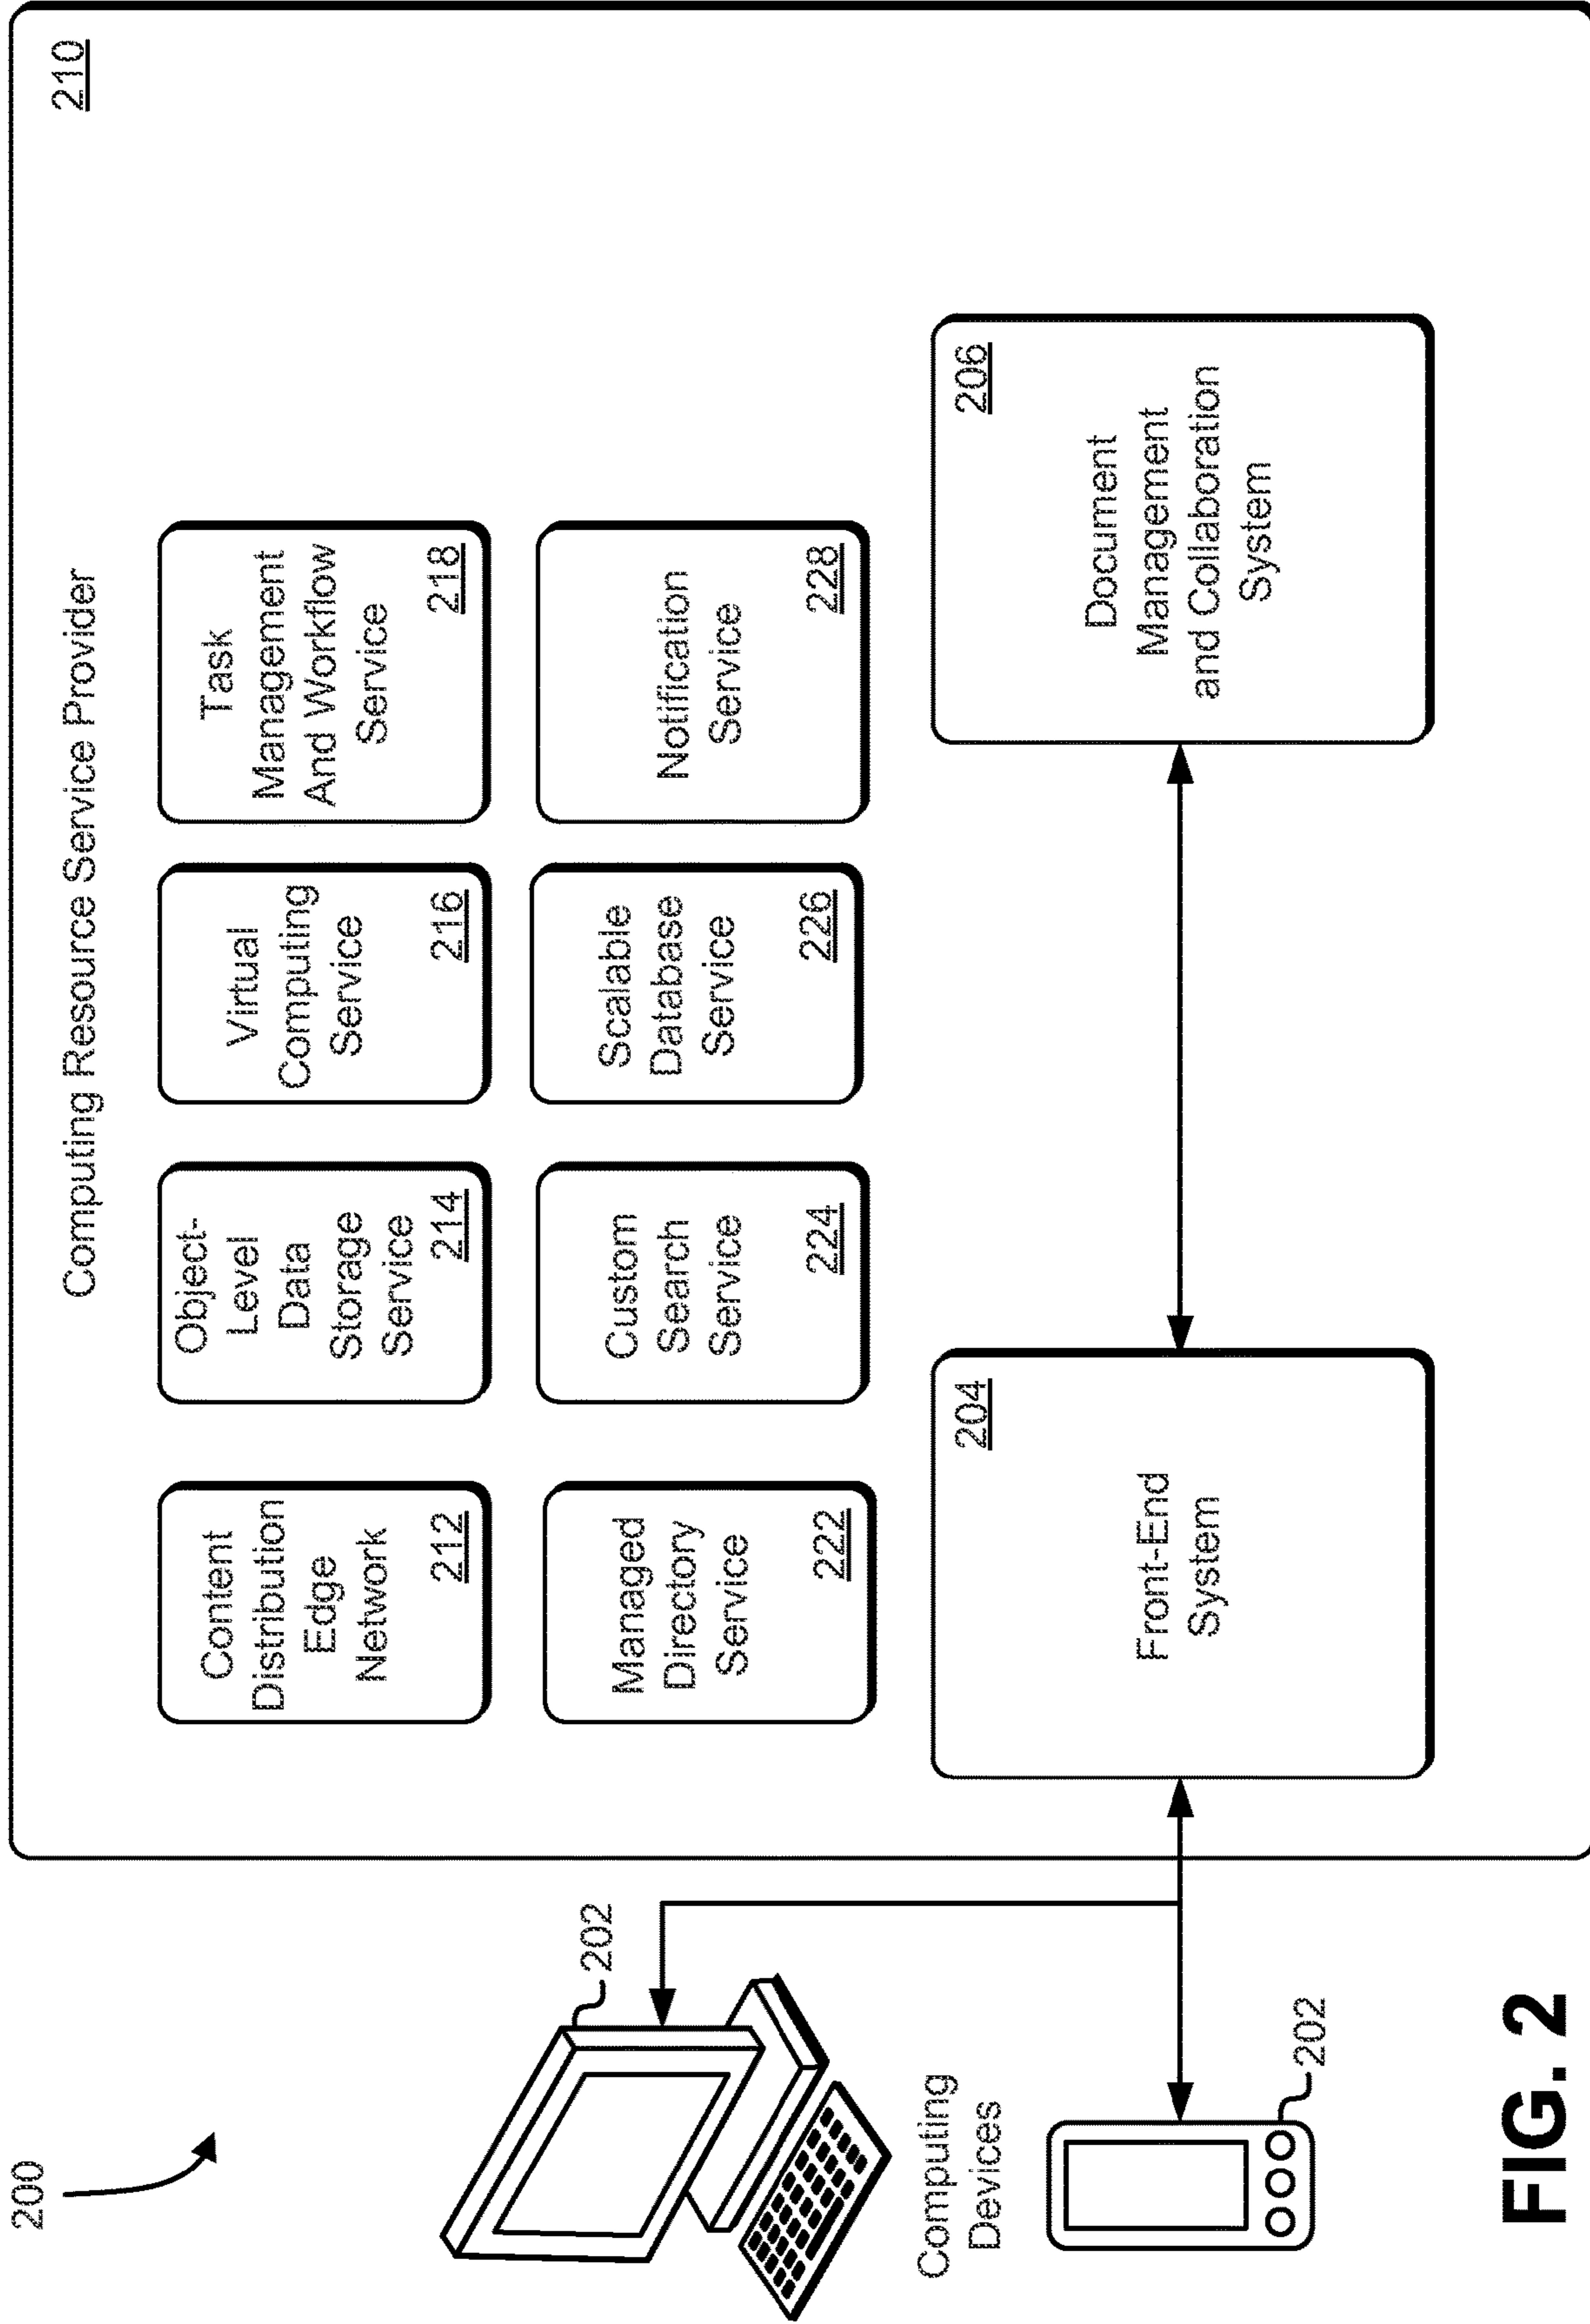 200
210
Computing Resource Service Provider
Content
Distribution
Edge
Network
212
Object-
Level
Data
Storage
Service
214
Virtual
Computing
Service
216
Task
Management
And Workflow
Service
218
Managed
Directory
Service
222
Custom
Search
Service
224
Scalable
Database
Service
226
Notification
Service
228
202
Computing
Devices
202
204
Front-End
System
206
Document
Management
and Collaboration
System
FIG. 2